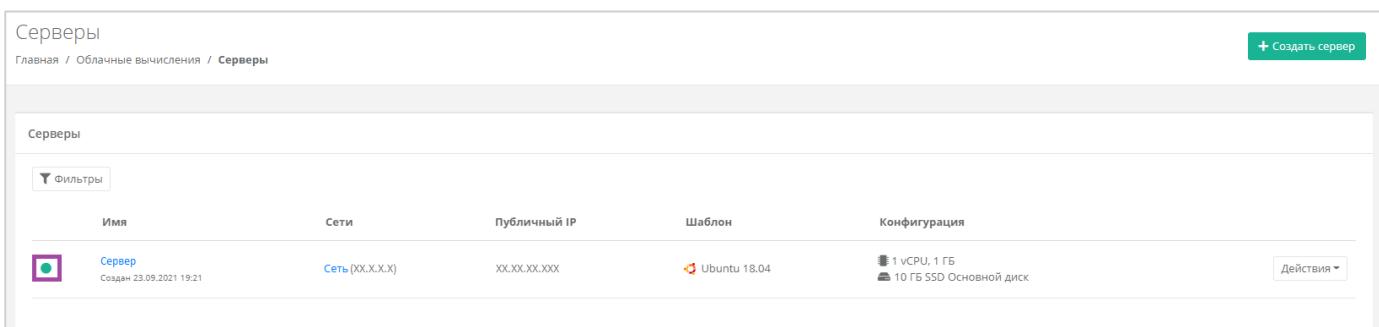 Серверы
+ Создать сервер
Главная / Облачные вычисления / Серверы
Серверы
Фильтры
Имя Сети Публичный IP Шаблон Конфигурация
Сервер Сеть (XX.X.X.X) XX.XX.XX.XXX Ubuntu 18.04 1 vCPU, 1 ГБ Действия
Создан 23.09.2021 19:21 10 ГБ SSD Основной диск